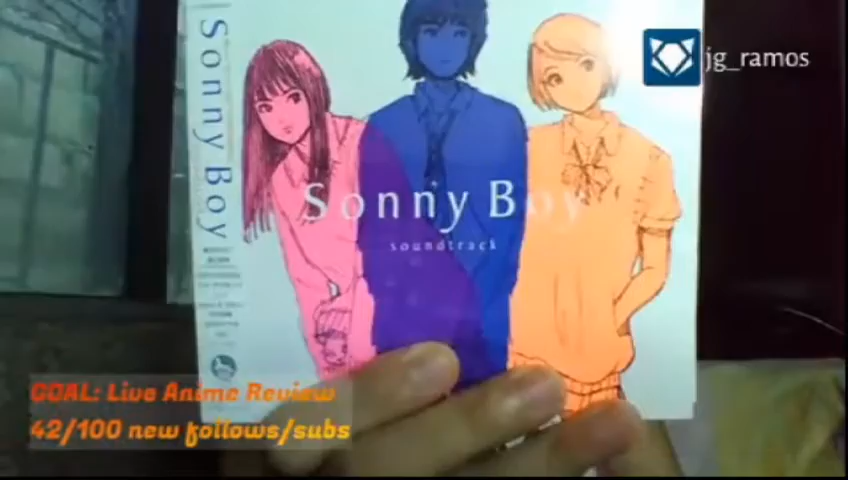 Sonny Boy
jg_ramos
Sonny Boy
soundtrack
GOAL: Live Anime Review
42/100 new follows/subs